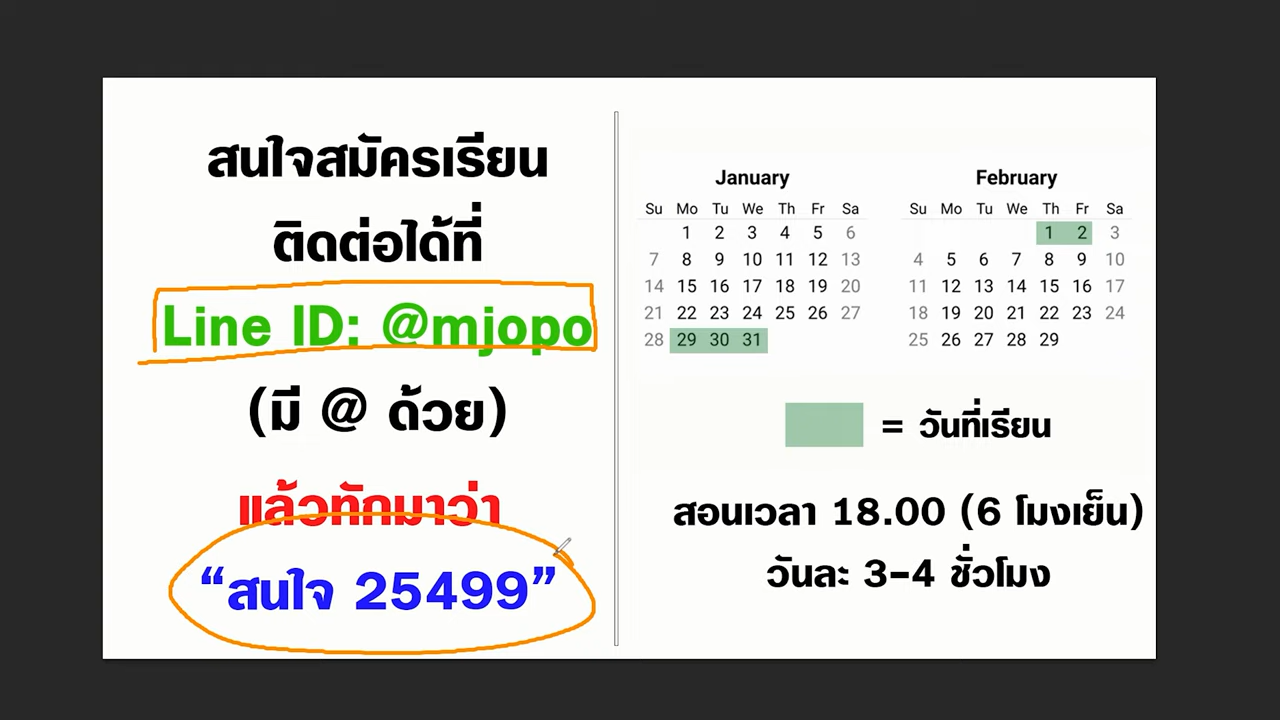 สนใจสมัครเรียน
ติดต่อได้ที่
Line ID: @mjopo
(มี @ ด้วย)
แล้วทักมาว่า
“สนใจ 25499”
January
Su Mo Tu We Th Fr Sa
1 2 3 4 5 6
7 8 9 10 11 12 13
14 15 16 17 18 19 20
21 22 23 24 25 26 27
28 29 30 31
February
Su Mo Tu We Th Fr Sa
1 2 3
4 5 6 7 8 9 10
11 12 13 14 15 16 17
18 19 20 21 22 23 24
25 26 27 28 29
= วันที่เรียน
สอนเวลา 18.00 (6 โมงเย็น)
วันละ 3-4 ชั่วโมง